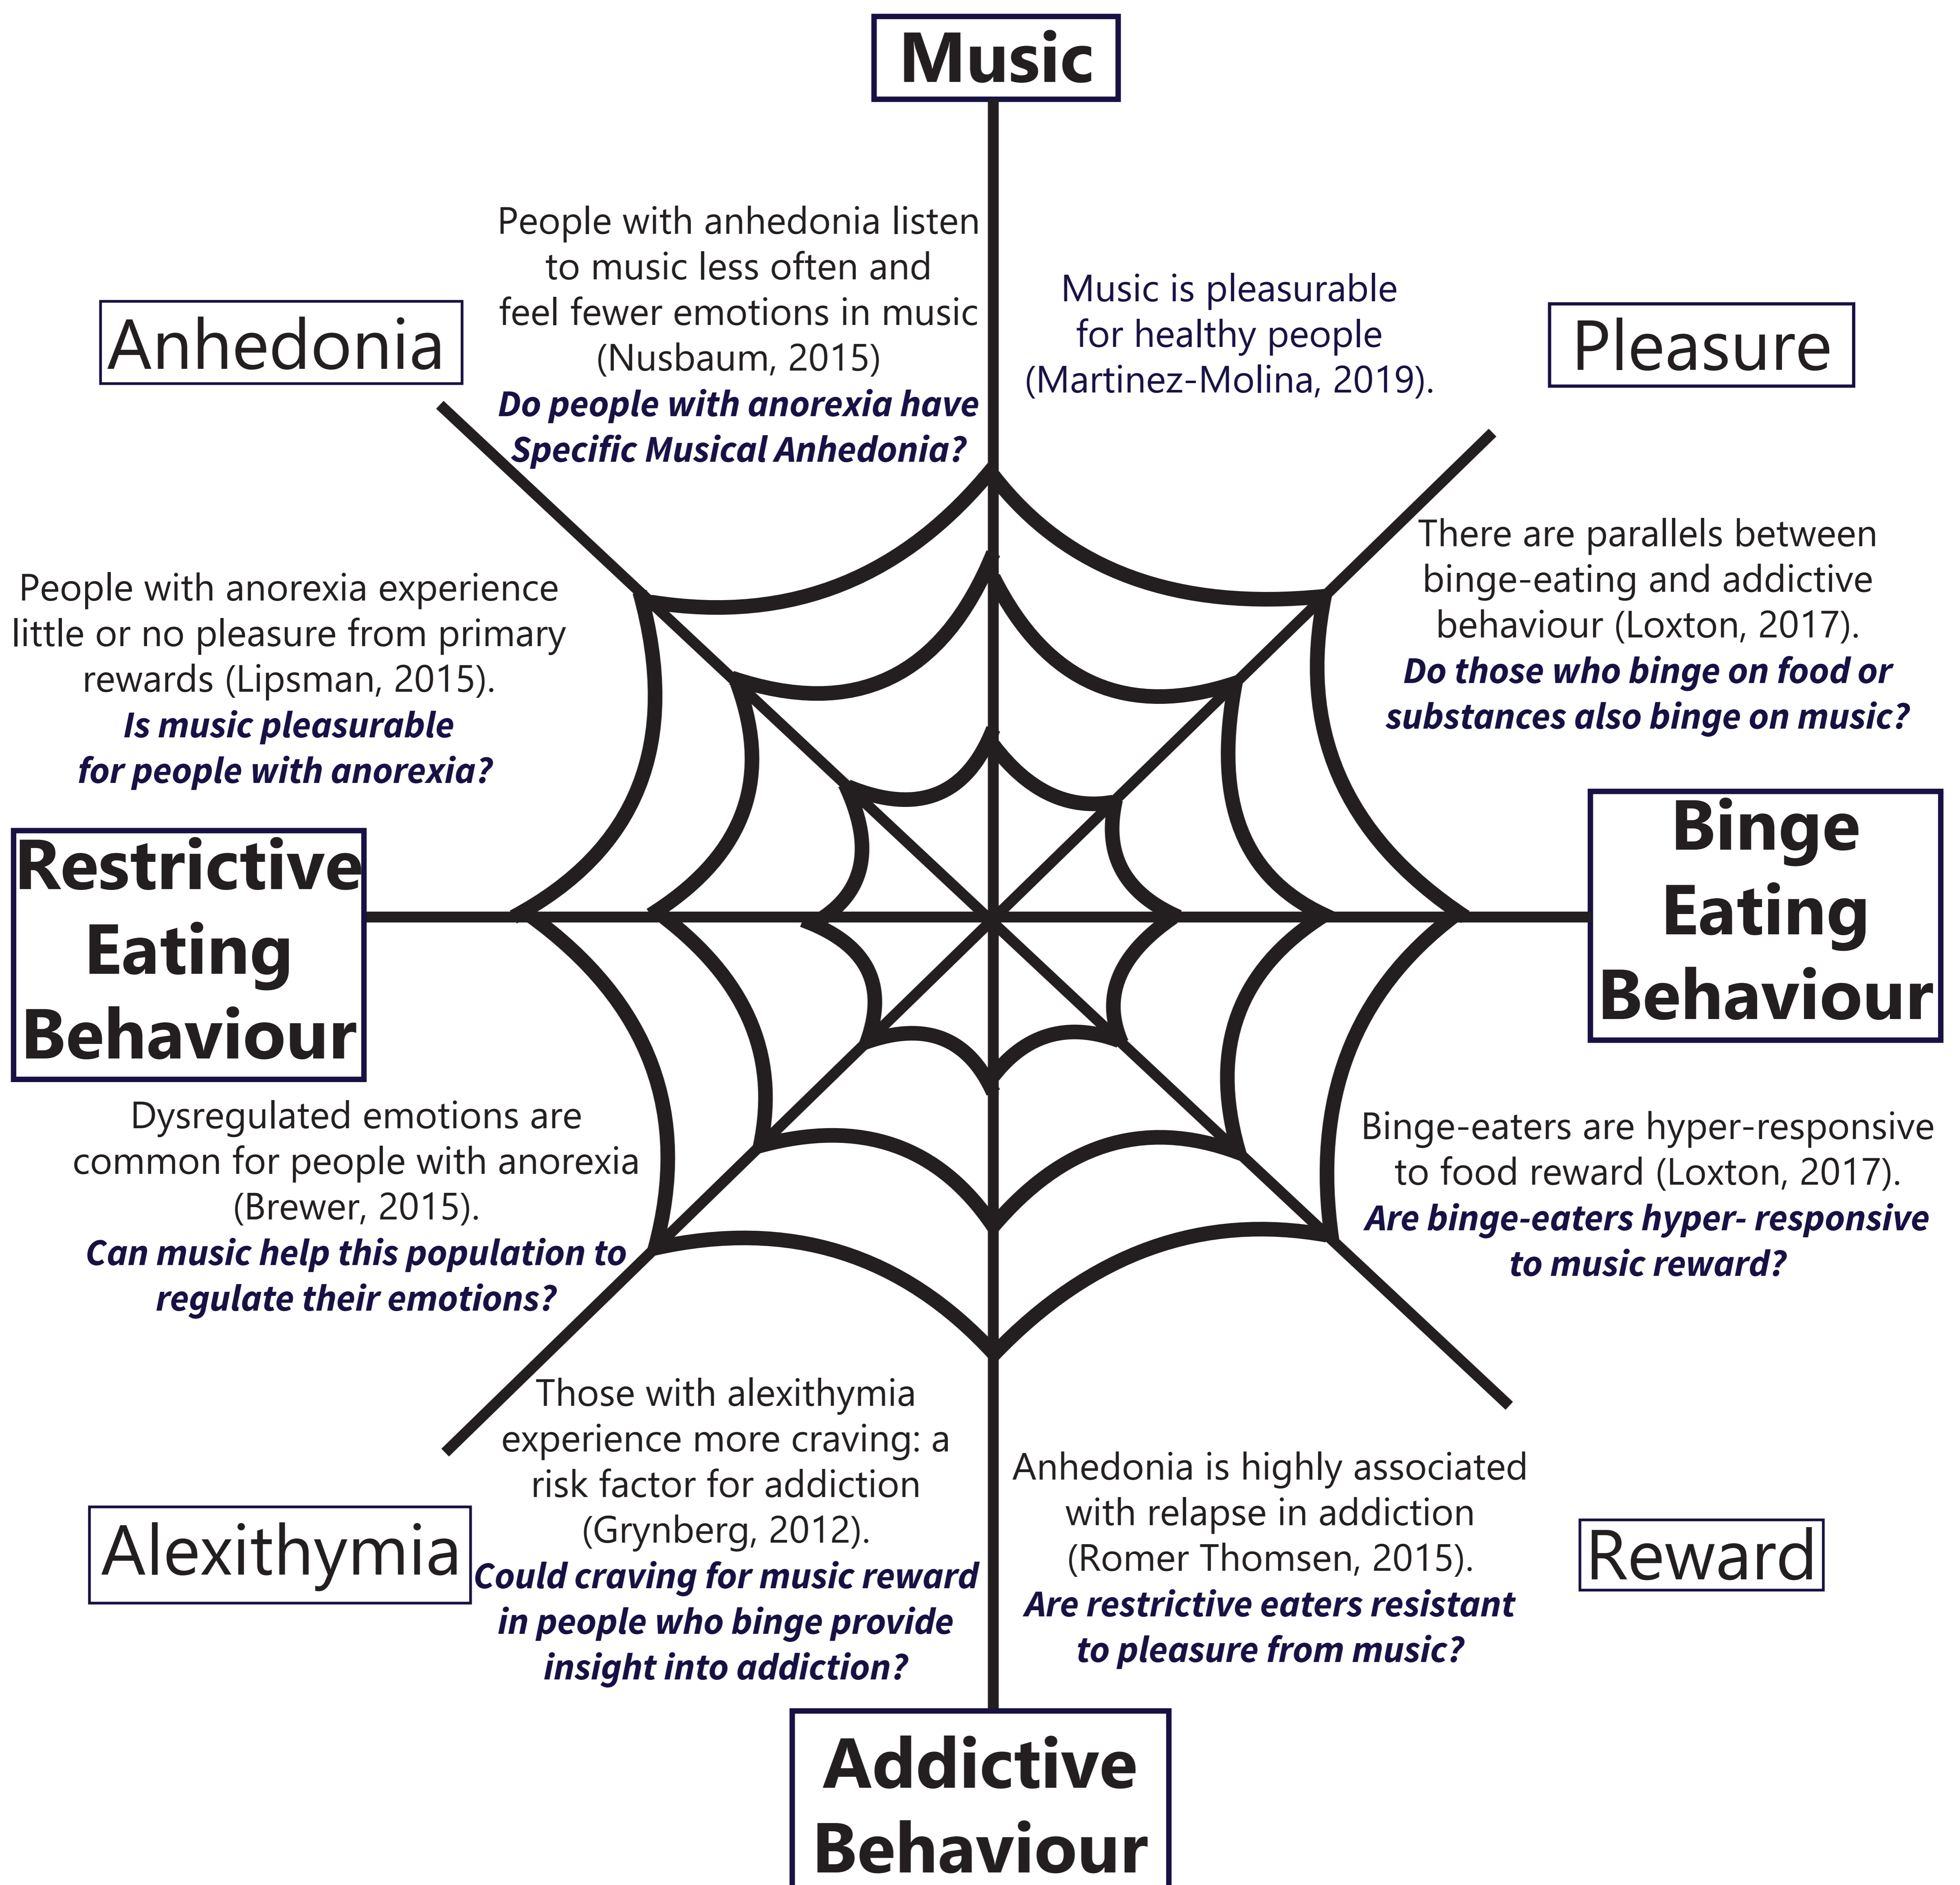 Music
People with anhedonia listen
to music less often and
feel fewer emotions in music
(Nusbaum, 2015)
Do people with anorexia have
Specific Musical Anhedonia?
Music is pleasurable
for healthy people
(Martinez-Molina, 2019).
Anhedonia
Pleasure
People with anorexia experience
little or no pleasure from primary
rewards (Lipsman, 2015).
Is music pleasurable
for people with anorexia?
There are parallels between
binge-eating and addictive
behaviour (Loxton, 2017).
Do those who binge on food or
substances also binge on music?
Restrictive
Eating
Behaviour
Binge
Eating
Behaviour
Dysregulated emotions are
common for people with anorexia
(Brewer, 2015).
Can music help this population to
regulate their emotions?
Binge-eaters are hyper-responsive
to food reward (Loxton, 2017).
Are binge-eaters hyper- responsive
to music reward?
Those with alexithymia
experience more craving: a
risk factor for addiction
(Grynberg, 2012).
Could craving for music reward
in people who binge provide
insight into addiction?
Anhedonia is highly associated
with relapse in addiction
(Romer Thomsen, 2015).
Are restrictive eaters resistant
to pleasure from music?
Alexithymia
Reward
Addictive
Behaviour